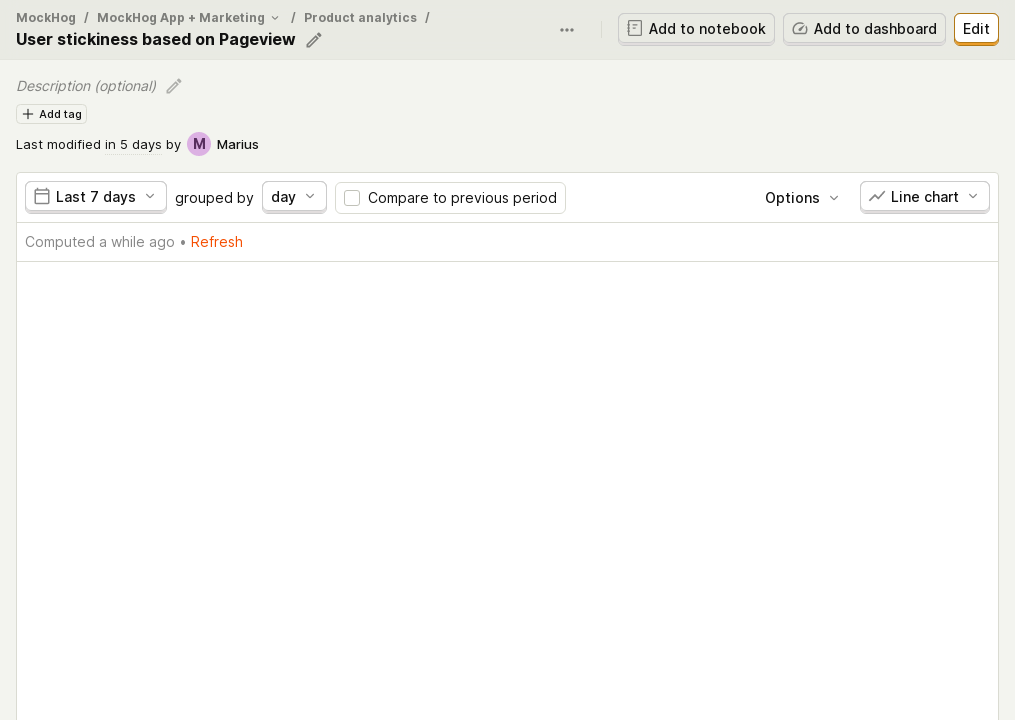 MockHog / MockHog App + Marketing / Product analytics /
User stickiness based on Pageview
Add to notebook
Add to dashboard
Edit
Description (optional)
Add tag
Last modified in 5 days by M Marius
Last 7 days grouped by day Compare to previous period Options Line chart
Computed a while ago • Refresh